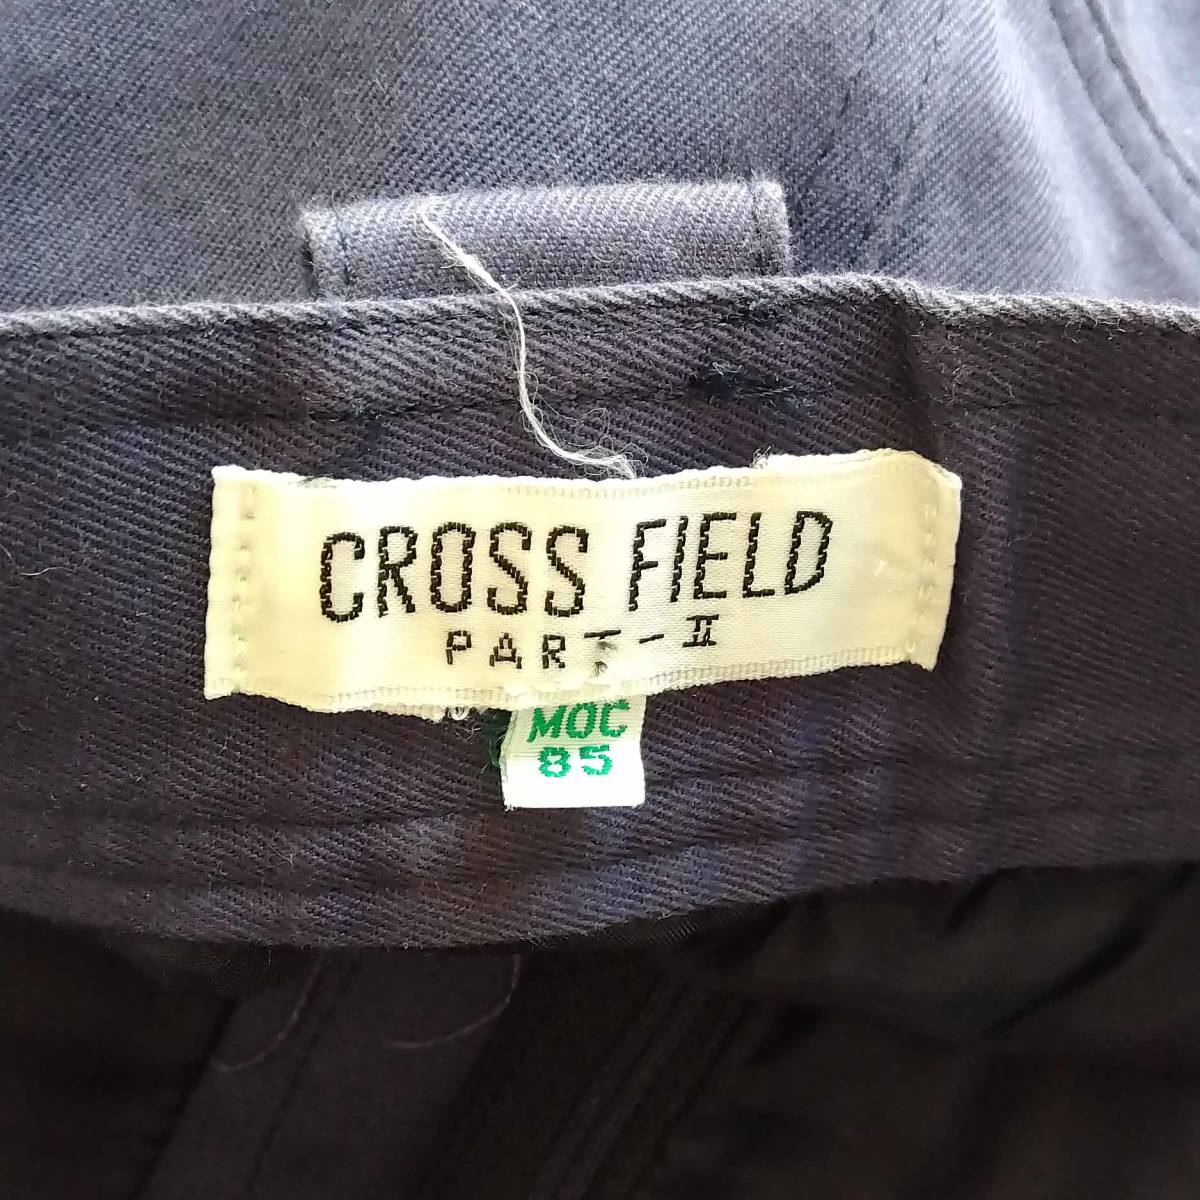 CROSS FIELD
PART-II
MOC
85